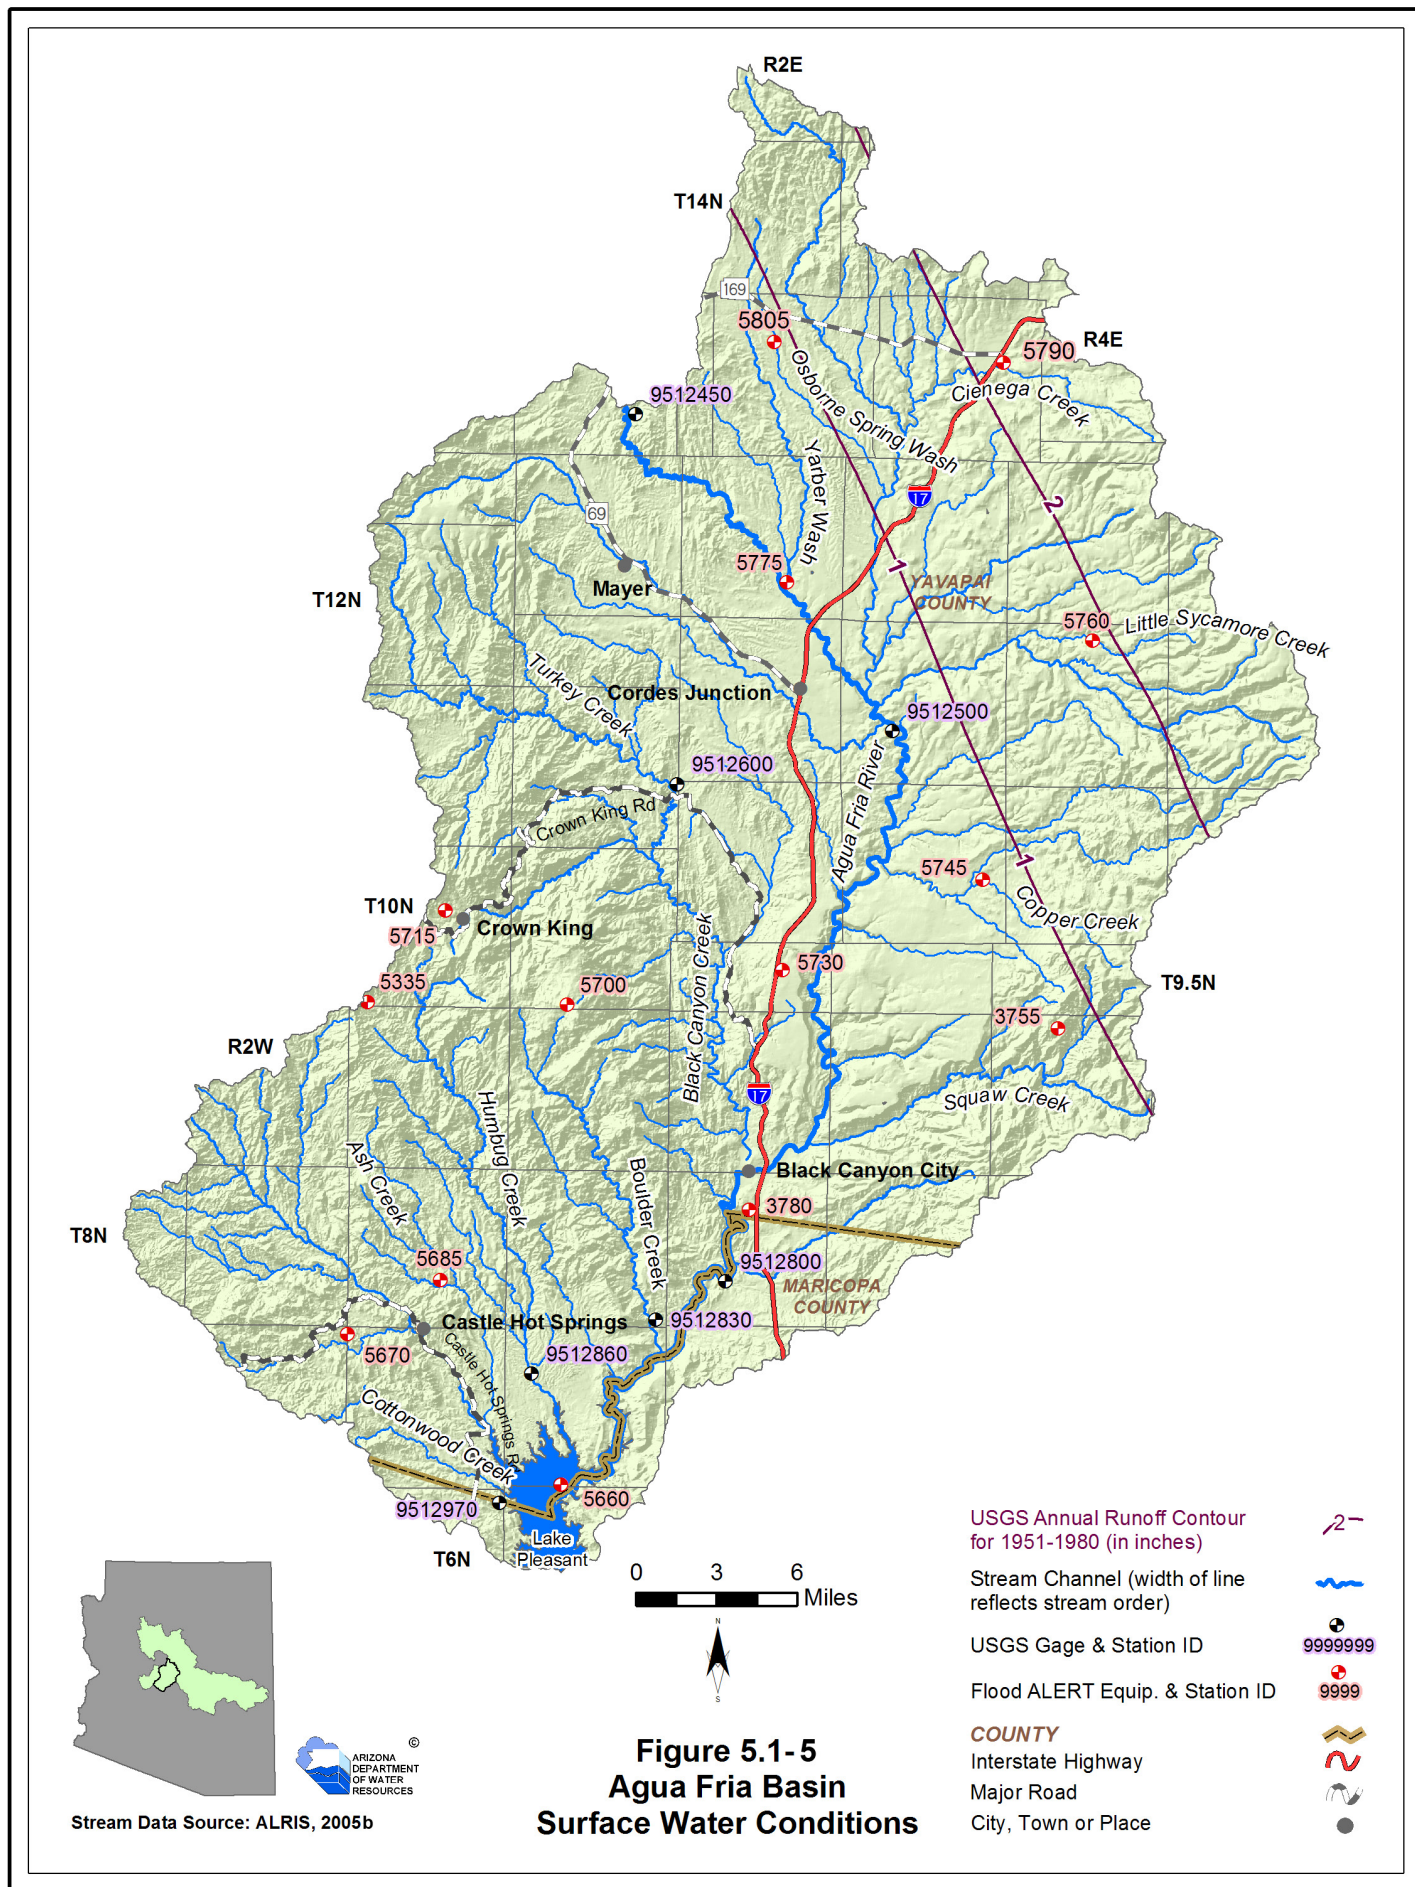 R2E
T14N
169
5805
R4E
5790
Cienega Creek
9512450
Osborne Spring Wash
Yarber Wash
17
2
69
5775
1
Mayer
YAVAPAI
COUNTY
T12N
5760
Little Sycamore Creek
Turkey Creek
Cordes Junction
9512500
9512600
Agua Fria River
Crown King Rd
5745
1
Copper Creek
T10N
Crown King
5715
Black Canyon Creek
5730
5335
5700
T9.5N
3755
R2W
17
Squaw Creek
Humbug Creek
Ash Creek
Boulder Creek
Black Canyon City
3780
T8N
5685
9512800
MARICOPA
COUNTY
Castle Hot Springs
9512830
5670
Castle Hot Springs R
9512860
Cottonwood Creek
9512970
5660
Lake
Pleasant
T6N
0 3 6
Miles
N
S
USGS Annual Runoff Contour
for 1951-1980 (in inches)
2
Stream Channel (width of line
reflects stream order)
USGS Gage & Station ID
9999999
Flood ALERT Equip. & Station ID
9999
COUNTY
Interstate Highway
Major Road
City, Town or Place
©
ARIZONA
DEPARTMENT
OF WATER
RESOURCES
Stream Data Source: ALRIS, 2005b
Figure 5.1-5
Agua Fria Basin
Surface Water Conditions